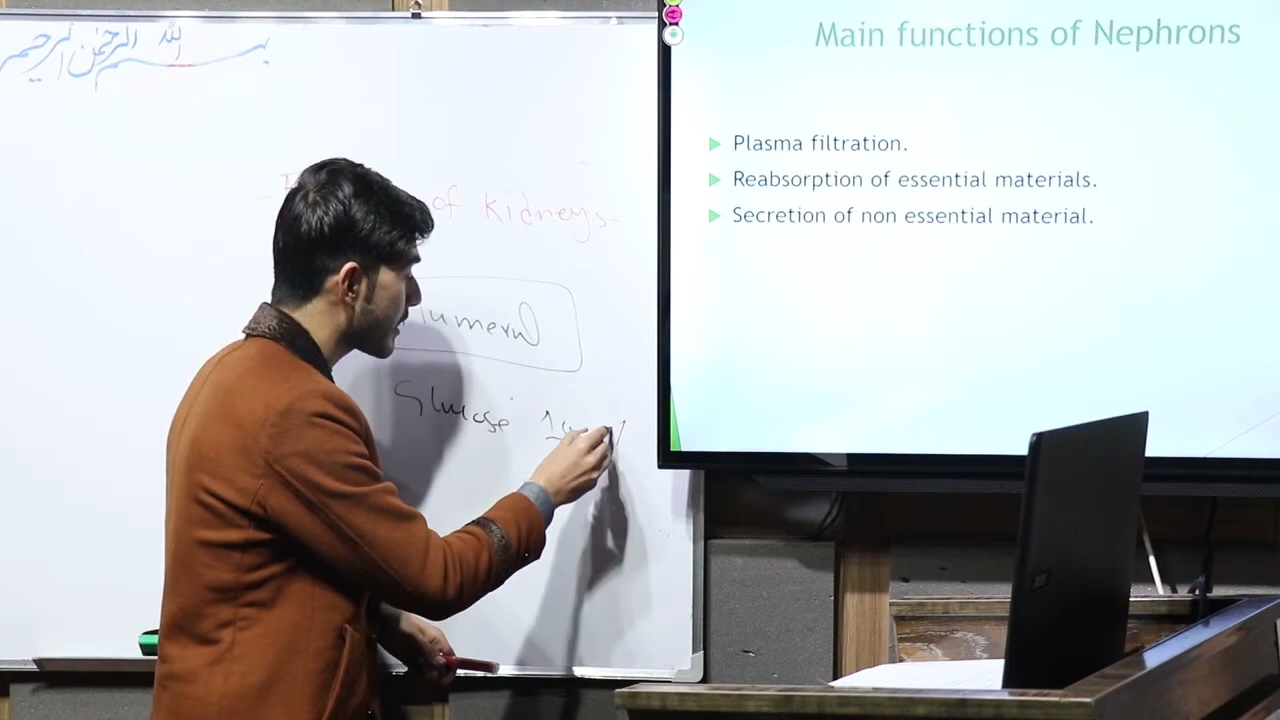 بسم الله الرحمن الرحيم
of Kidneys
Glucose
Main functions of Nephrons
Plasma filtration.
Reabsorption of essential materials.
Secretion of non essential material.